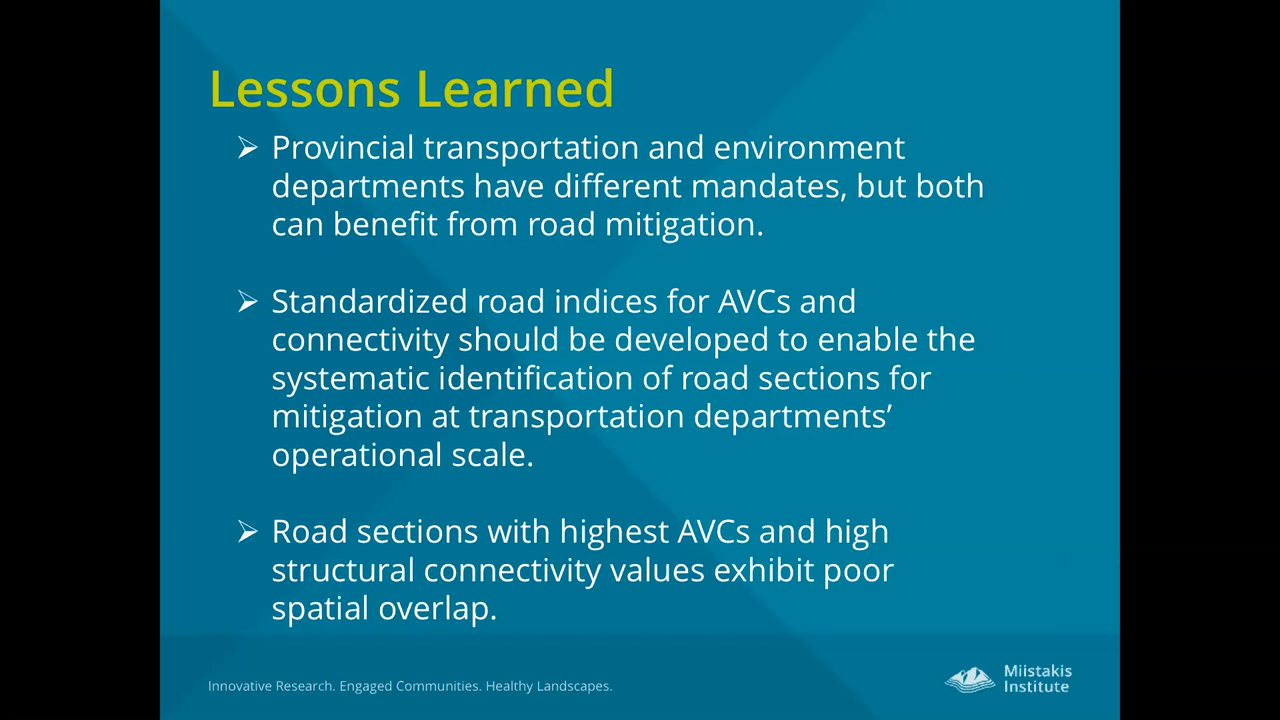 Lessons Learned
➢ Provincial transportation and environment
departments have different mandates, but both
can benefit from road mitigation.
➢ Standardized road indices for AVCs and
connectivity should be developed to enable the
systematic identification of road sections for
mitigation at transportation departments’
operational scale.
➢ Road sections with highest AVCs and high
structural connectivity values exhibit poor
spatial overlap.
Innovative Research. Engaged Communities. Healthy Landscapes.
Miistakis
Institute